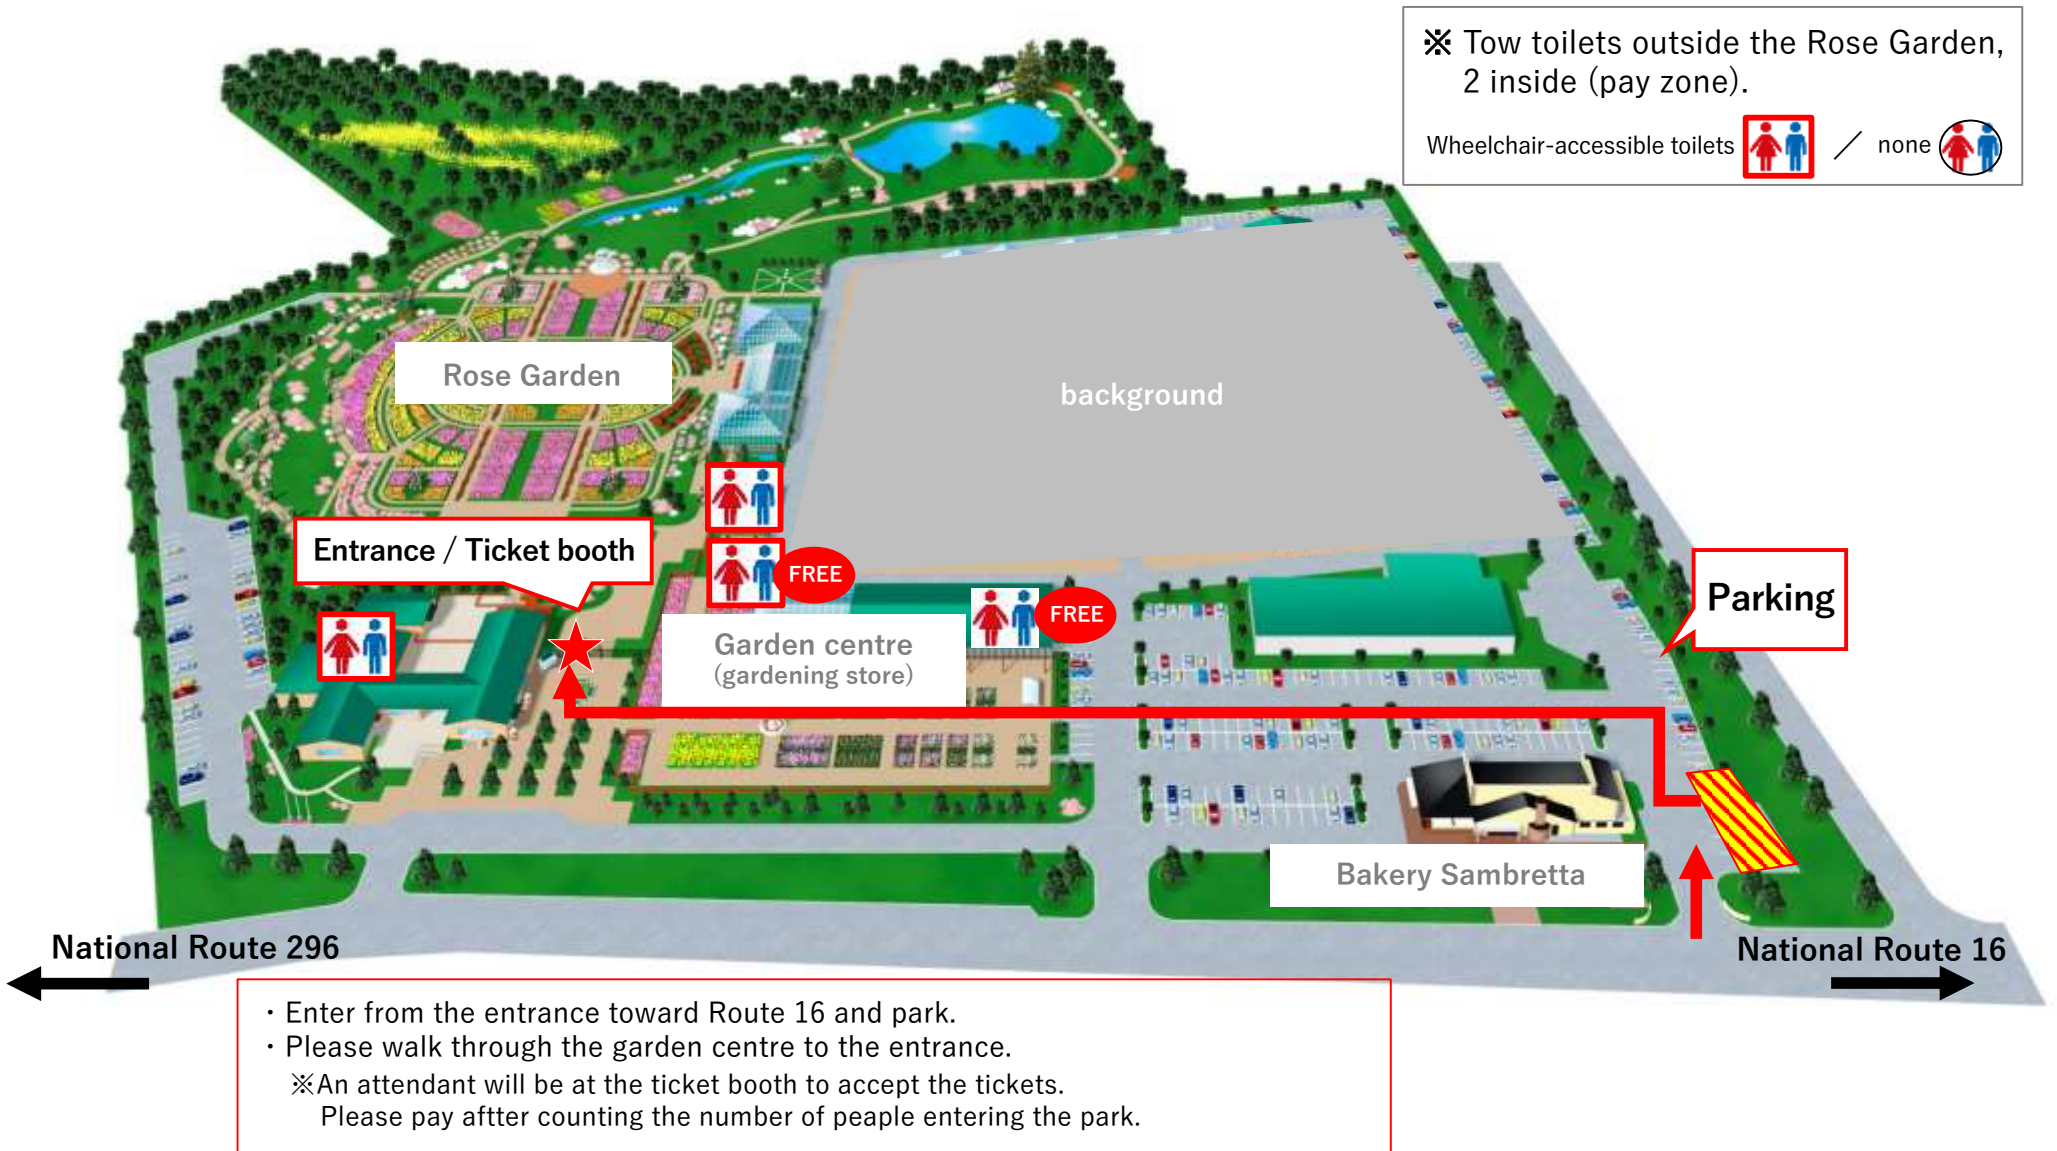 ※ Tow toilets outside the Rose Garden,
2 inside (pay zone).
Wheelchair-accessible toilets ／ none
Rose Garden
background
Entrance / Ticket booth
FREE
FREE
Parking
Garden centre
(gardening store)
Bakery Sambretta
National Route 296
National Route 16
・Enter from the entrance toward Route 16 and park.
・Please walk through the garden centre to the entrance.
※An attendant will be at the ticket booth to accept the tickets.
Please pay aftter counting the number of peaple entering the park.